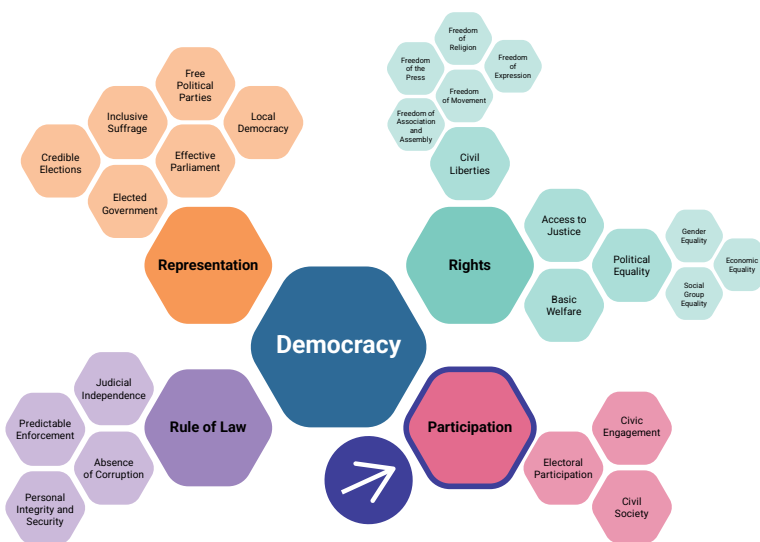 Free
Political
Parties
Inclusive
Suffrage
Local
Democracy
Credible
Elections
Effective
Parliament
Elected
Government
Representation
Freedom
of
Religion
Freedom
of the
Press
Freedom
of
Expression
Freedom
of Movement
Freedom of
Association
and
Assembly
Civil
Liberties
Rights
Access to
Justice
Basic
Welfare
Political
Equality
Gender
Equality
Economic
Equality
Social
Group
Equality
Democracy
Judicial
Independence
Predictable
Enforcement
Absence
of Corruption
Personal
Integrity and
Security
Rule of Law
Participation
Electoral
Participation
Civic
Engagement
Civil
Society